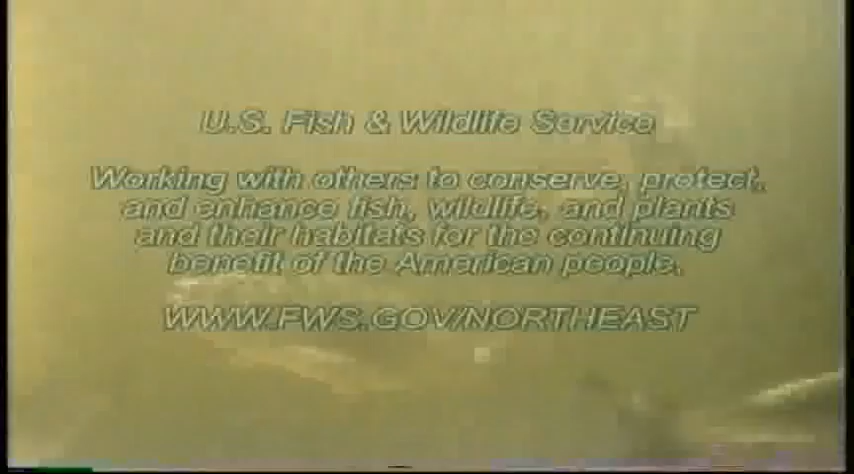 U.S. Fish & Wildlife Service
Working with others to conserve, protect,
and enhance fish, wildlife, and plants
and their habitats for the continuing
benefit of the American people.
WWW.FWS.GOV/NORTHEAST